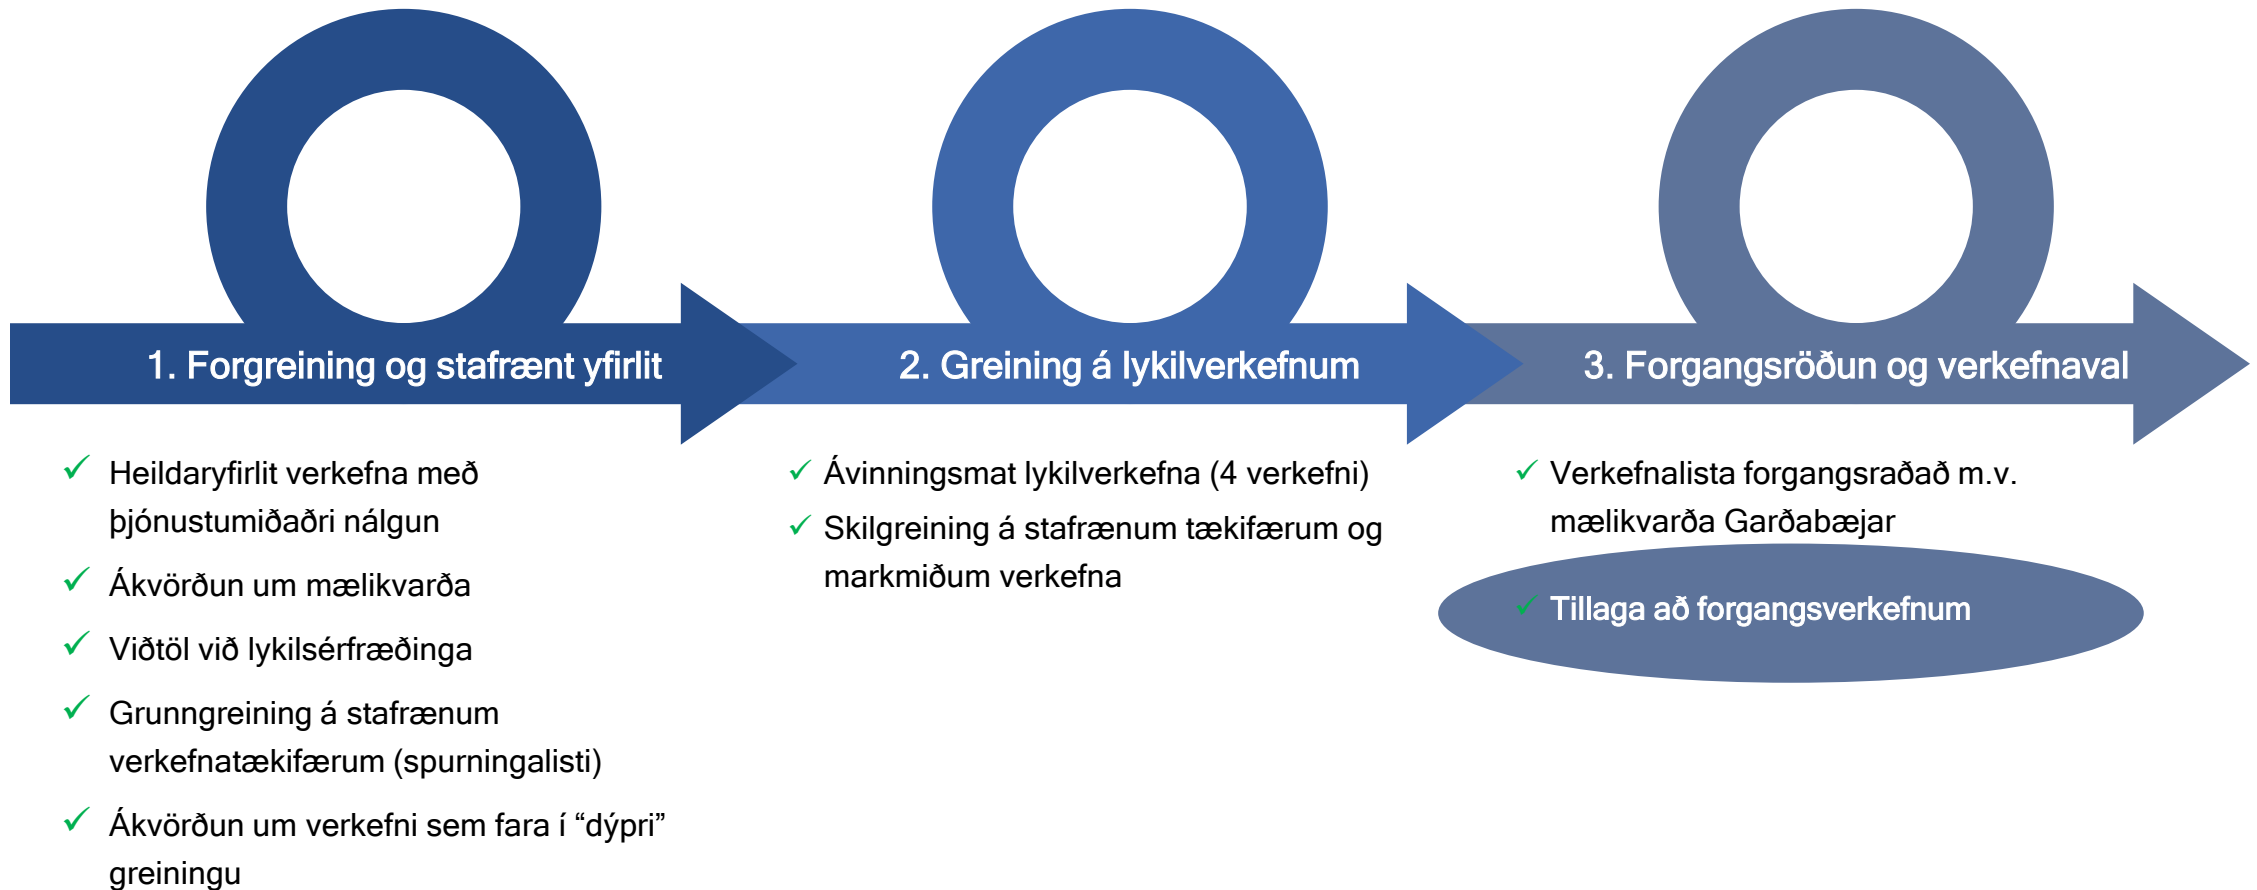 1. Forgreining og stafrænt yfirlit
Heildaryfirlit verkefna með
þjónustumiðaðri nálgun
Ákvörðun um mælikvarða
Viðtöl við lykilsérfræðinga
Grunngreining á stafrænum
verkefnatækifærum (spurningalisti)
Ákvörðun um verkefni sem fara í “dýpri”
greiningu
2. Greining á lykilverkefnum
Ávinningsmat lykilverkefna (4 verkefni)
Skilgreining á stafrænum tækifærum og
markmiðum verkefna
3. Forgangsröðun og verkefnaval
Verkefnalista forgangsraðað m.v.
mælikvarða Garðabæjar
Tillaga að forgangsverkefnum